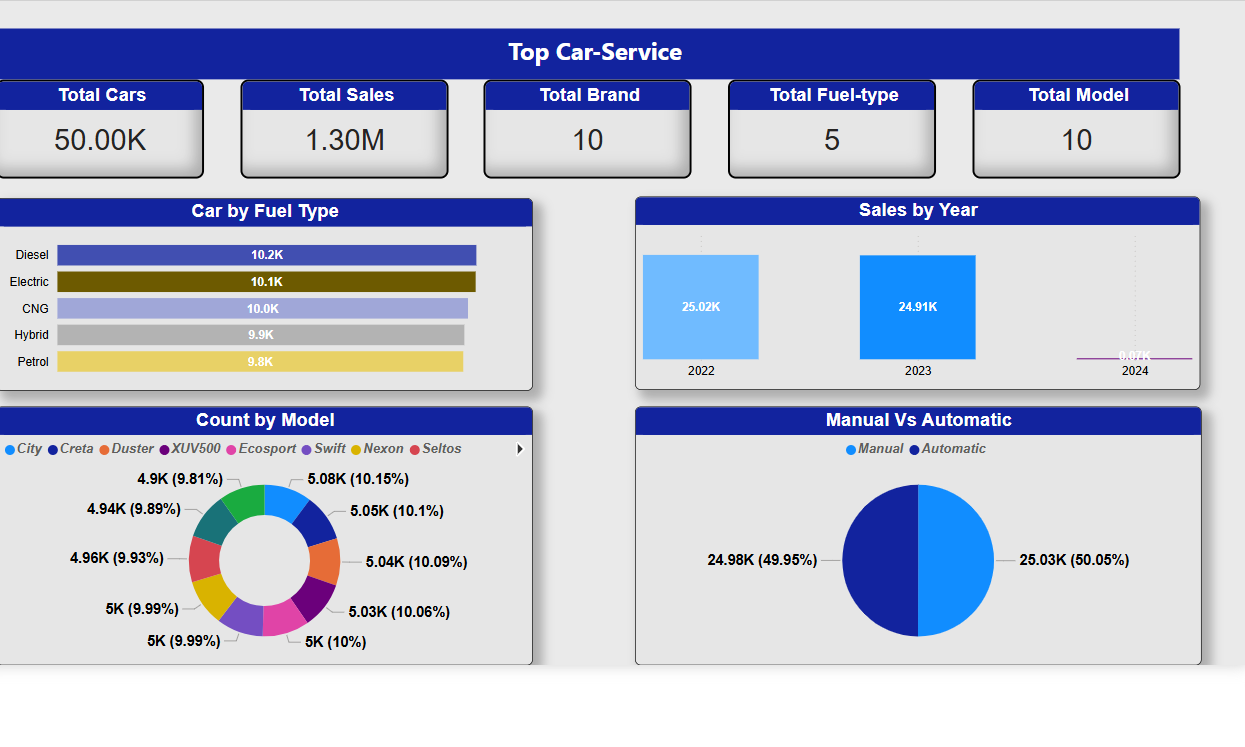 Top Car-Service
Total Cars
50.00K
Total Sales
1.30M
Total Brand
10
Total Fuel-type
5
Total Model
10
Car by Fuel Type
Diesel 10.2K
Electric 10.1K
CNG 10.0K
Hybrid 9.9K
Petrol 9.8K
Sales by Year
25.02K 24.91K 0.07K
2022 2023 2024
Count by Model
City Creta Duster XUV500 Ecosport Swift Nexon Seltos
4.9K (9.81%) 5.08K (10.15%)
4.94K (9.89%) 5.05K (10.1%)
4.96K (9.93%) 5.04K (10.09%)
5K (9.99%) 5.03K (10.06%)
5K (9.99%) 5K (10%)
Manual Vs Automatic
Manual Automatic
24.98K (49.95%) 25.03K (50.05%)